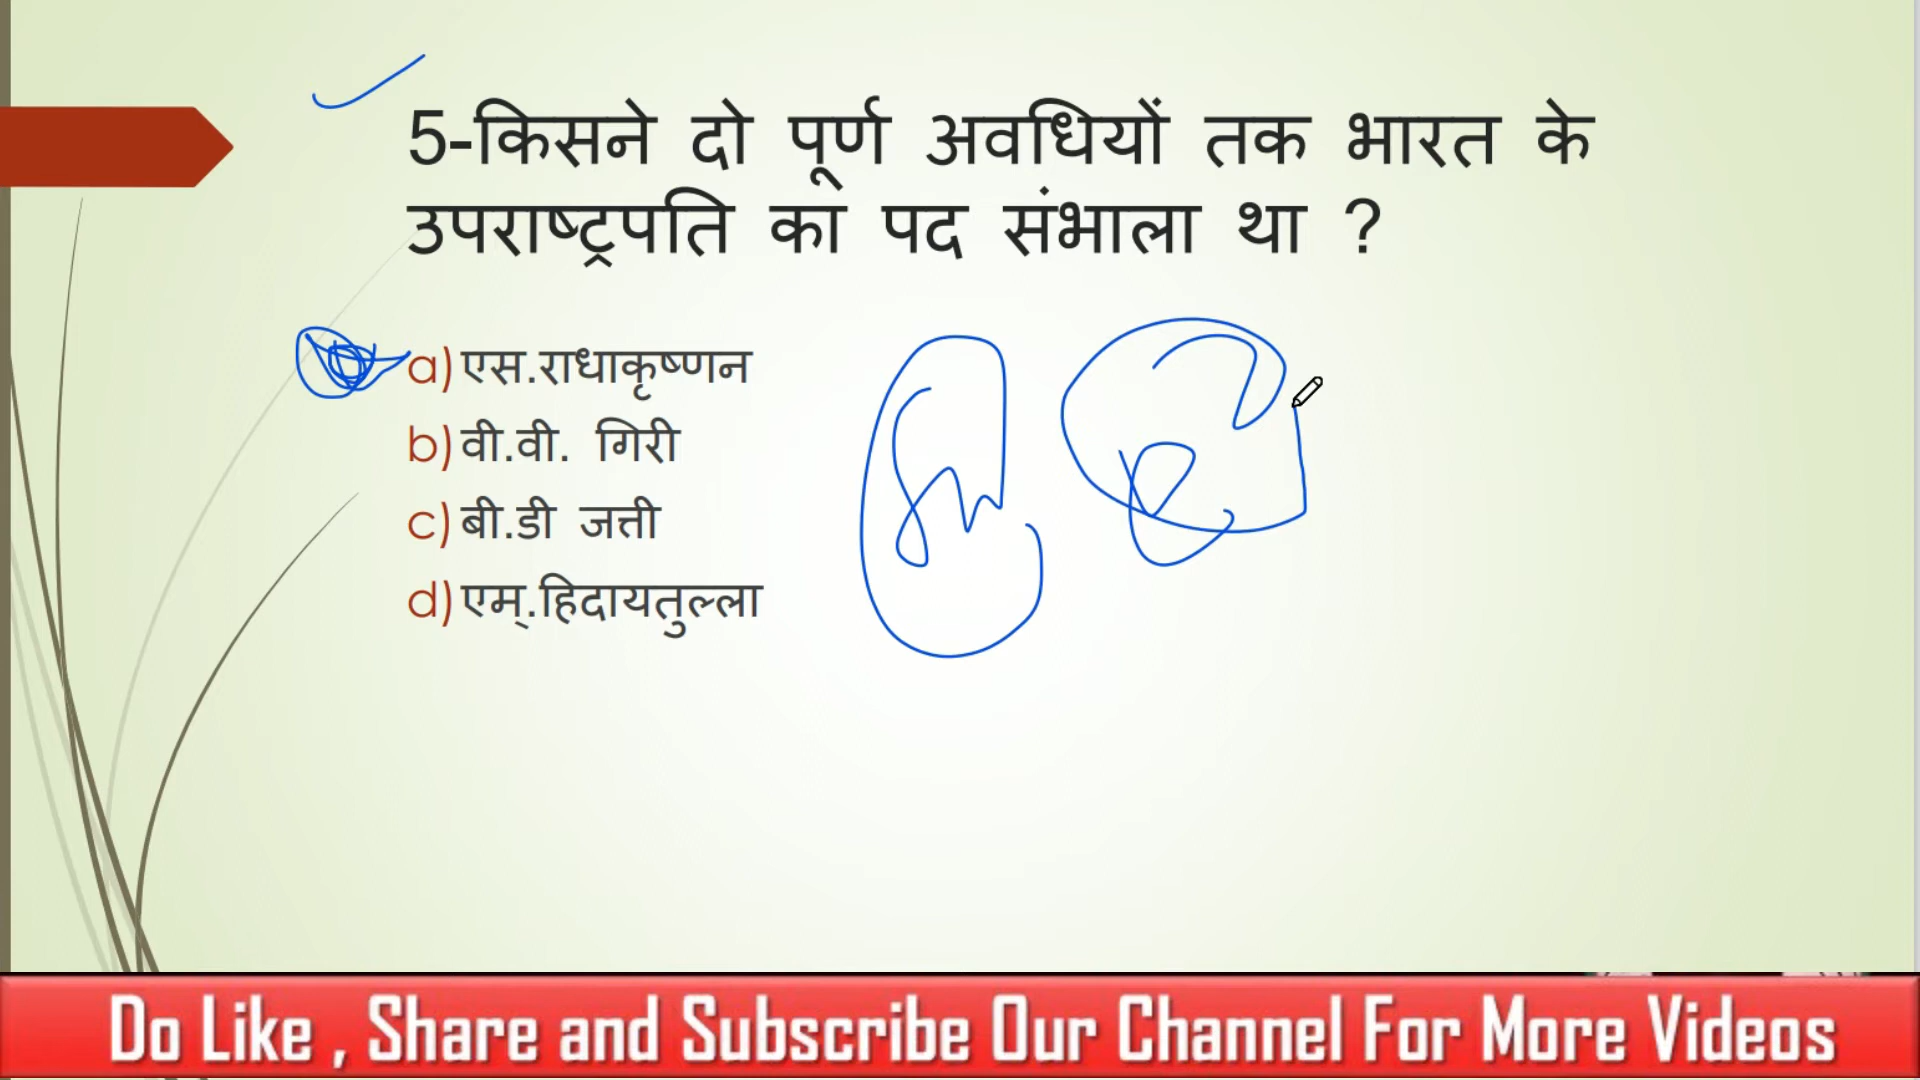 5-किसने दो पूर्ण अवधियों तक भारत के
उपराष्ट्रपति का पद संभाला था ?
a) एस.राधाकृष्णन
b) वी.वी. गिरी
c) बी.डी जत्ती
d) एम्.हिदायतुल्ला
Do Like , Share and Subscribe Our Channel For More Videos